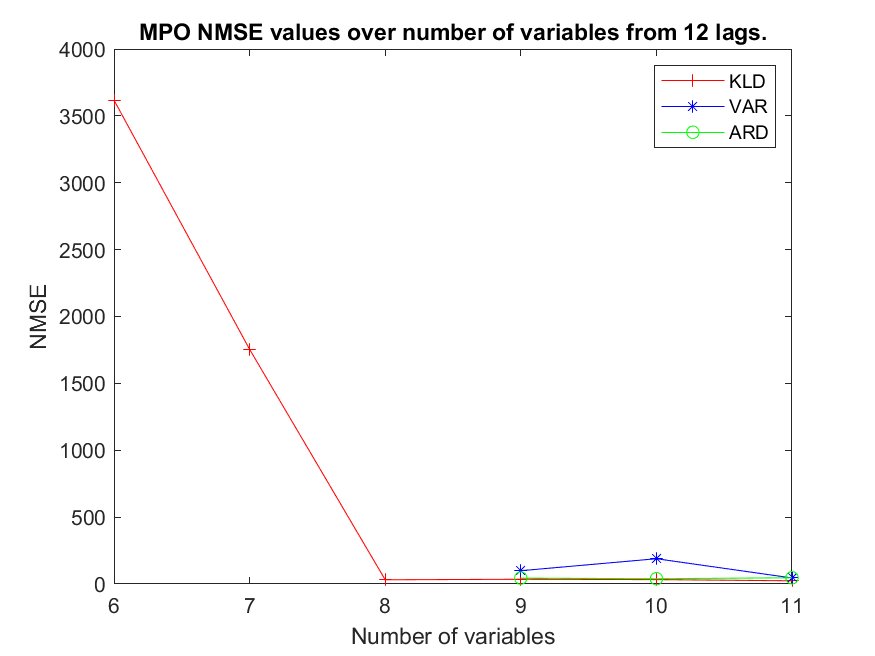 MPO NMSE values over number of variables from 12 lags.
4000
3500
3000
2500
2000
1500
1000
500
0
NMSE
KLD
VAR
ARD
6 7 8 9 10 11
Number of variables